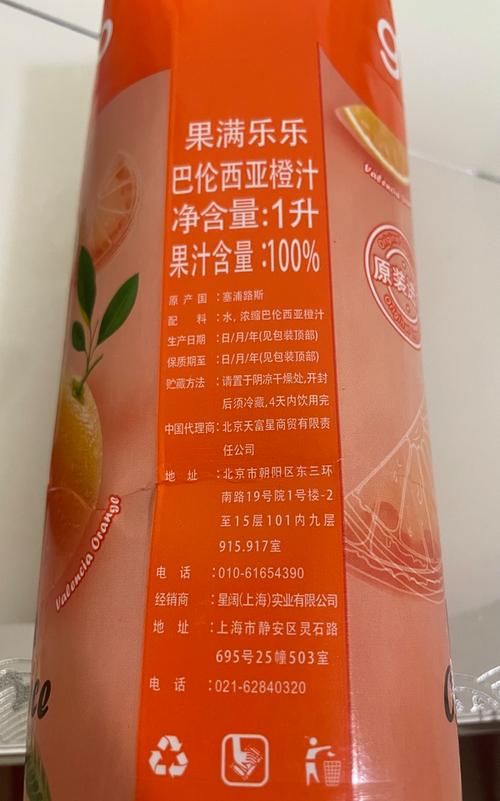 果满乐乐
巴伦西亚橙汁
净含量:1升
果汁含量:100%
原产国:塞浦路斯
配料:水,浓缩巴伦西亚橙汁
生产日期:日/月/年(见包装顶部)
保质期至:日/月/年(见包装顶部)
贮藏方法:请置于阴凉干燥处,开封
后须冷藏,4天内饮用完
中国代理商:北京天富星商贸有限责
任公司
地址:北京市朝阳区东三环
南路19号院1号楼-2
至15层101内九层
915.917室
电话:010-61654390
经销商:星阔(上海)实业有限公司
地址:上海市静安区灵石路
695号25幢503室
电话:021-62840320
Valencia Orange
Valencia
原装